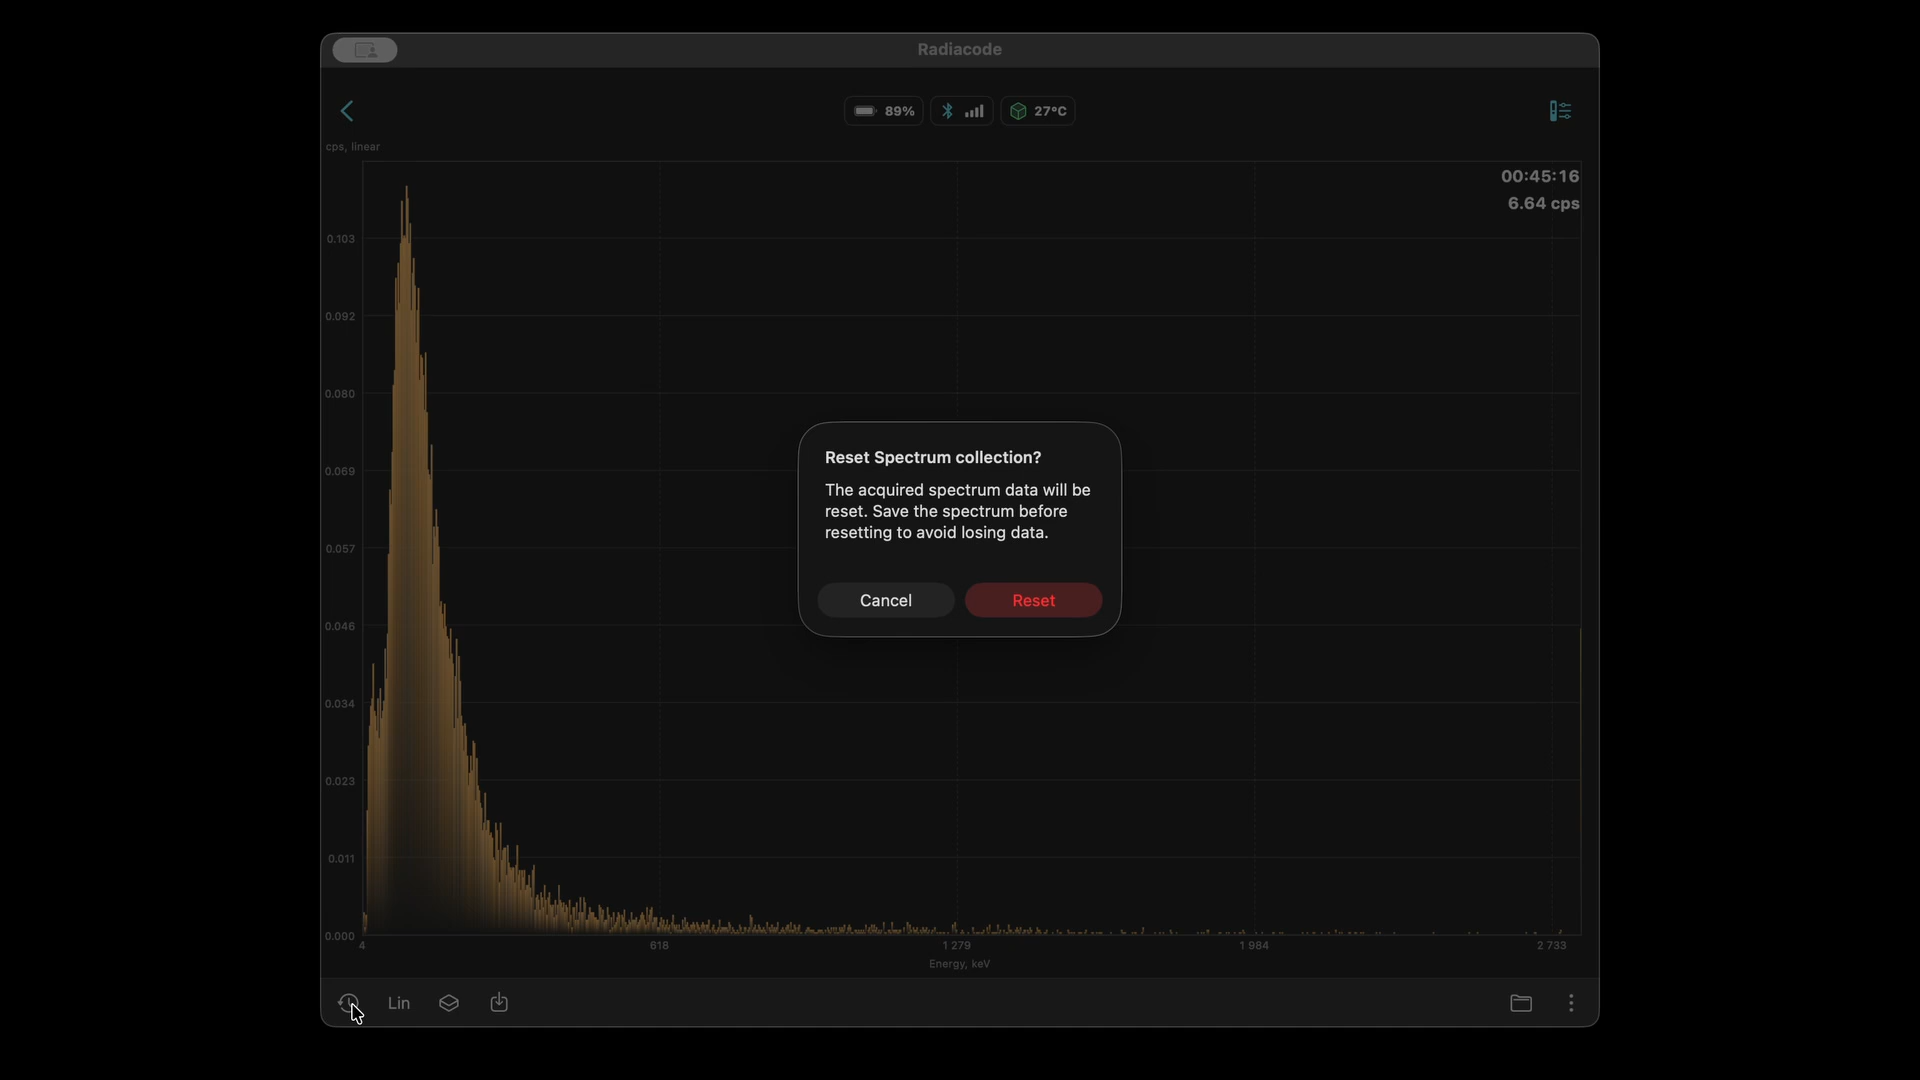 Radiacode
89%
27°C
cps, linear
00:45:16
6.64 cps
0.103
0.092
0.080
0.069
0.057
0.046
0.034
0.023
0.011
0.000
Reset Spectrum collection?
The acquired spectrum data will be
reset. Save the spectrum before
resetting to avoid losing data.
Cancel Reset
4 618 1 279 1 984 2 733
Energy, keV
Lin